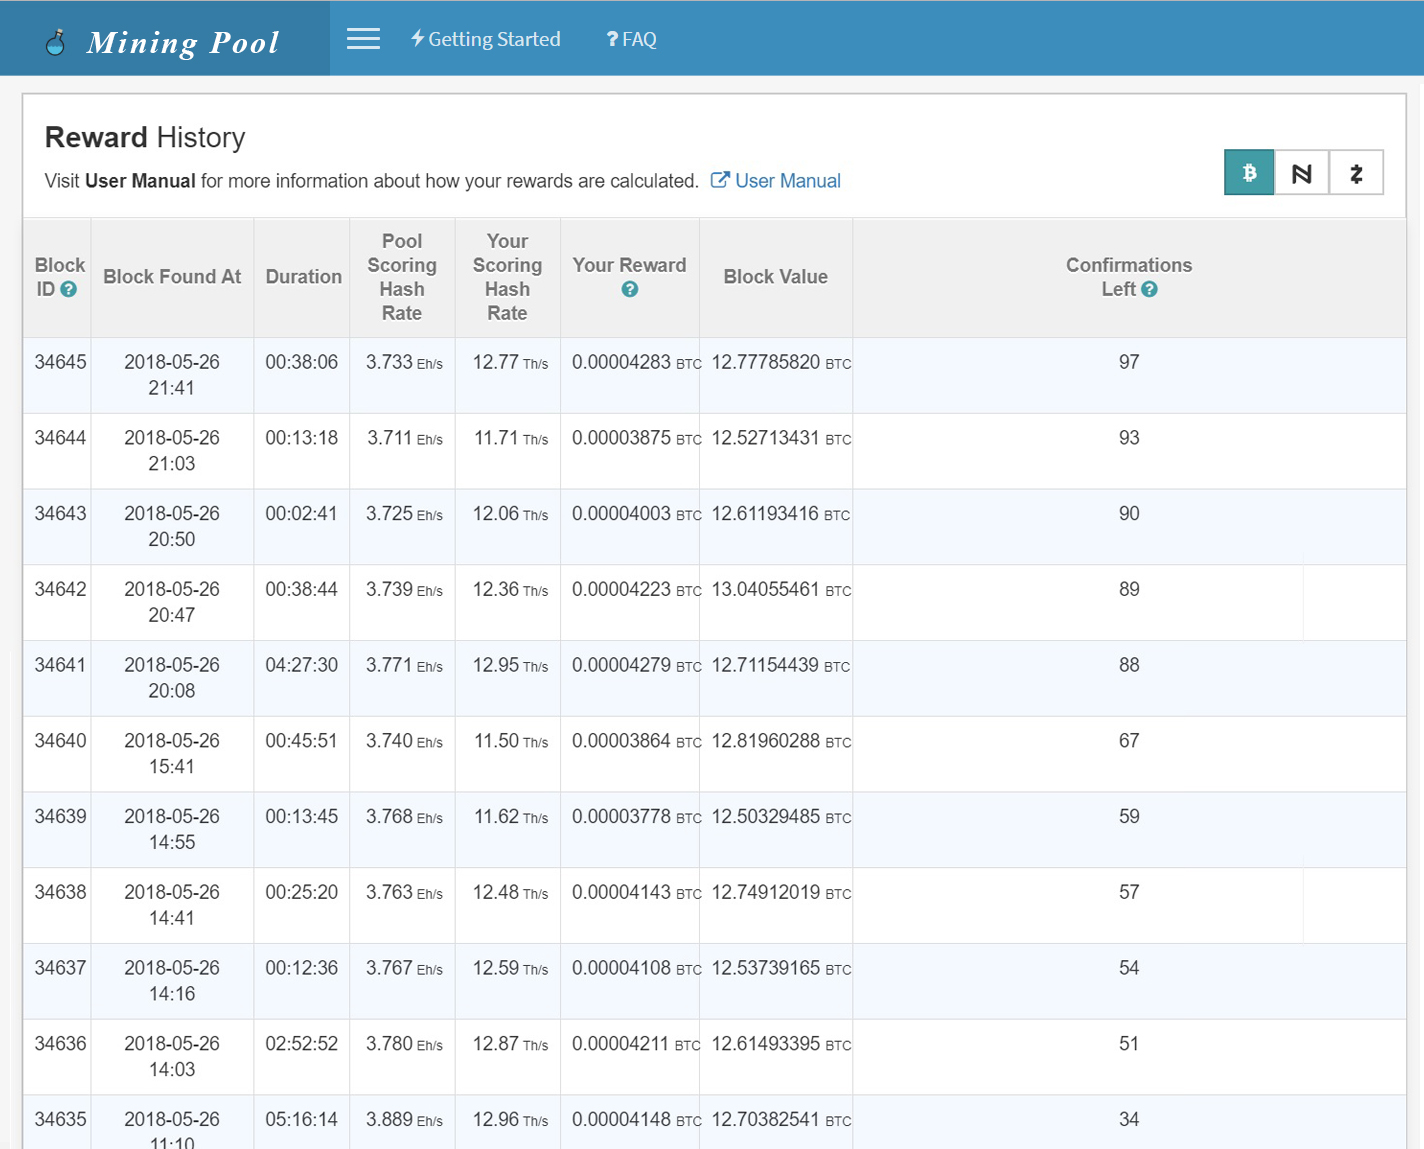 Mining Pool
Getting Started
? FAQ
Reward History
Visit User Manual for more information about how your rewards are calculated. User Manual
Block ID ? Block Found At Duration Pool Scoring Hash Rate Your Scoring Hash Rate Your Reward ? Block Value Confirmations Left ?
34645 2018-05-26 21:41 00:38:06 3.733 Eh/s 12.77 Th/s 0.00004283 BTC 12.77785820 BTC 97
34644 2018-05-26 21:03 00:13:18 3.711 Eh/s 11.71 Th/s 0.00003875 BTC 12.52713431 BTC 93
34643 2018-05-26 20:50 00:02:41 3.725 Eh/s 12.06 Th/s 0.00004003 BTC 12.61193416 BTC 90
34642 2018-05-26 20:47 00:38:44 3.739 Eh/s 12.36 Th/s 0.00004223 BTC 13.04055461 BTC 89
34641 2018-05-26 20:08 04:27:30 3.771 Eh/s 12.95 Th/s 0.00004279 BTC 12.71154439 BTC 88
34640 2018-05-26 15:41 00:45:51 3.740 Eh/s 11.50 Th/s 0.00003864 BTC 12.81960288 BTC 67
34639 2018-05-26 14:55 00:13:45 3.768 Eh/s 11.62 Th/s 0.00003778 BTC 12.50329485 BTC 59
34638 2018-05-26 14:41 00:25:20 3.763 Eh/s 12.48 Th/s 0.00004143 BTC 12.74912019 BTC 57
34637 2018-05-26 14:16 00:12:36 3.767 Eh/s 12.59 Th/s 0.00004108 BTC 12.53739165 BTC 54
34636 2018-05-26 14:03 02:52:52 3.780 Eh/s 12.87 Th/s 0.00004211 BTC 12.61493395 BTC 51
34635 2018-05-26 11:10 05:16:14 3.889 Eh/s 12.96 Th/s 0.00004148 BTC 12.70382541 BTC 34